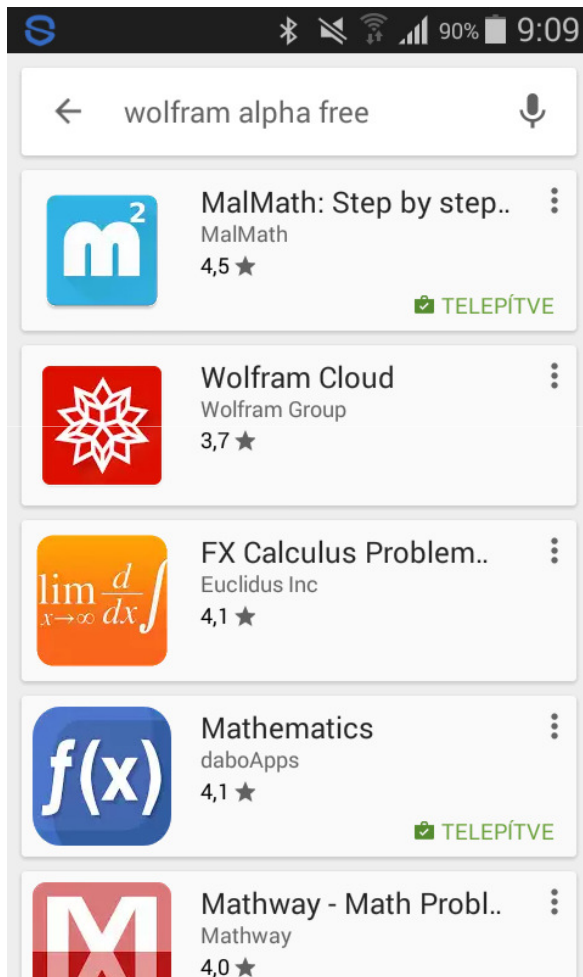 90% 9:09
wolfram alpha free
m²
MalMath: Step by step..
MalMath
4,5
TELEPÍTVE
Wolfram Cloud
Wolfram Group
3,7
lim x→∞ d/dx ∫
FX Calculus Problem..
Euclidus Inc
4,1
f(x)
Mathematics
daboApps
4,1
TELEPÍTVE
M
Mathway - Math Probl..
Mathway
4,0